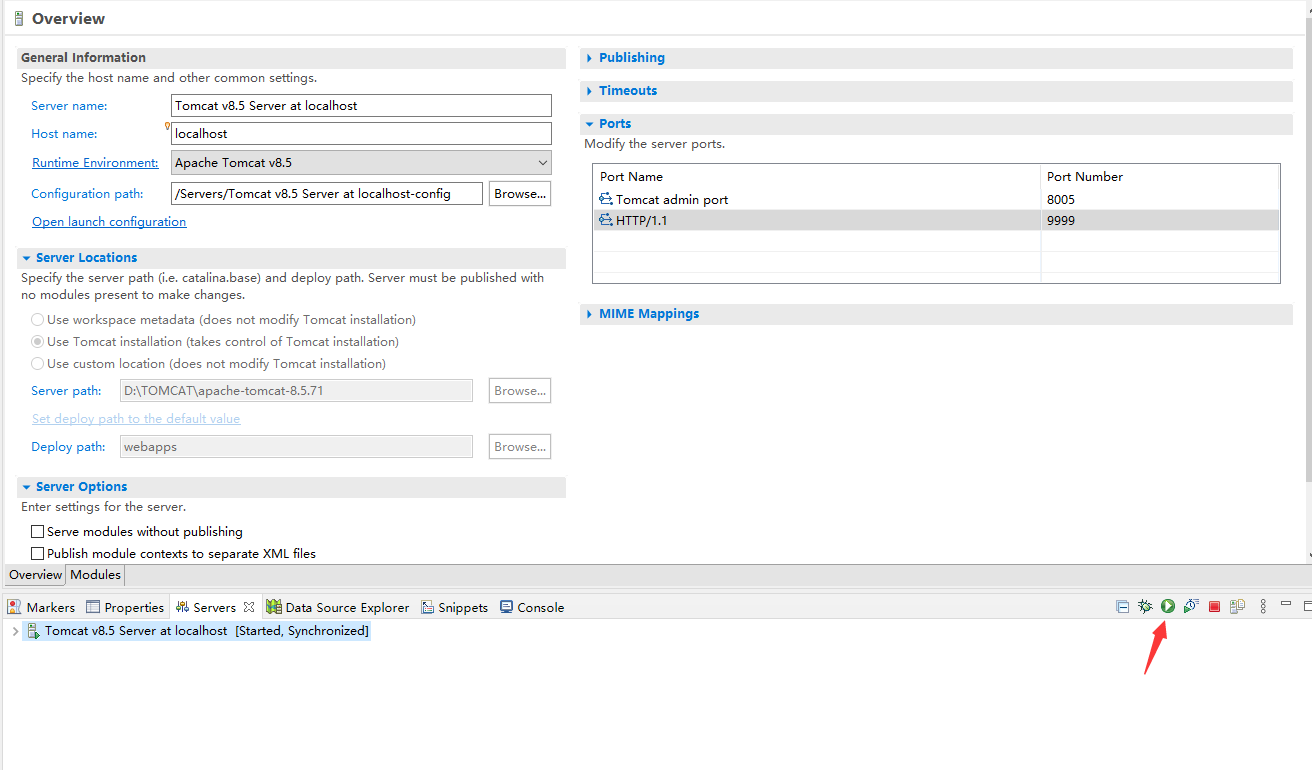 Overview
General Information
Specify the host name and other common settings.
Server name:
Tomcat v8.5 Server at localhost
Host name:
localhost
Runtime Environment:
Apache Tomcat v8.5
Configuration path:
/Servers/Tomcat v8.5 Server at localhost-config
Browse...
Open launch configuration
Server Locations
Specify the server path (i.e. catalina.base) and deploy path. Server must be published with
no modules present to make changes.
Use workspace metadata (does not modify Tomcat installation)
Use Tomcat installation (takes control of Tomcat installation)
Use custom location (does not modify Tomcat installation)
Server path:
D:\TOMCAT\apache-tomcat-8.5.71
Browse...
Set deploy path to the default value
Deploy path:
webapps
Browse...
Server Options
Enter settings for the server.
Serve modules without publishing
Publish module contexts to separate XML files
Publishing
Timeouts
Ports
Modify the server ports.
Port Name Port Number
Tomcat admin port 8005
HTTP/1.1 9999
MIME Mappings
Overview Modules
Markers Properties Servers Data Source Explorer Snippets Console
Tomcat v8.5 Server at localhost [Started, Synchronized]